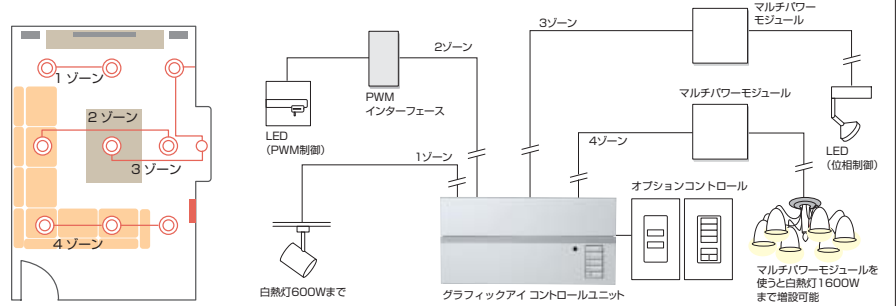 1 ゾーン
2 ゾーン
3 ゾーン
4 ゾーン
LED
（PWM制御）
PWM
インターフェース
2ゾーン
1ゾーン
白熱灯600Wまで
3ゾーン
マルチパワー
モジュール
マルチパワーモジュール
4ゾーン
LED
（位相制御）
オプションコントロール
グラフィックアイ コントロールユニット
マルチパワーモジュールを
使うと白熱灯1600W
まで増設可能